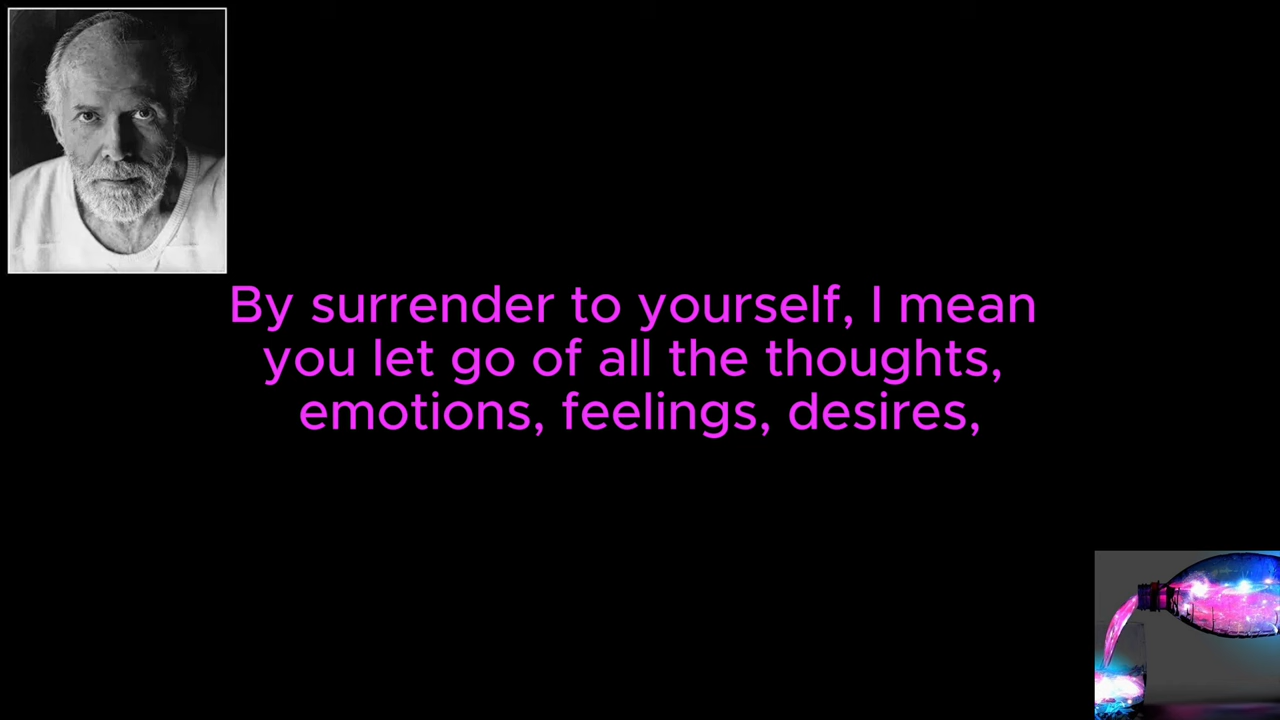 By surrender to yourself, I mean
you let go of all the thoughts,
emotions, feelings, desires,